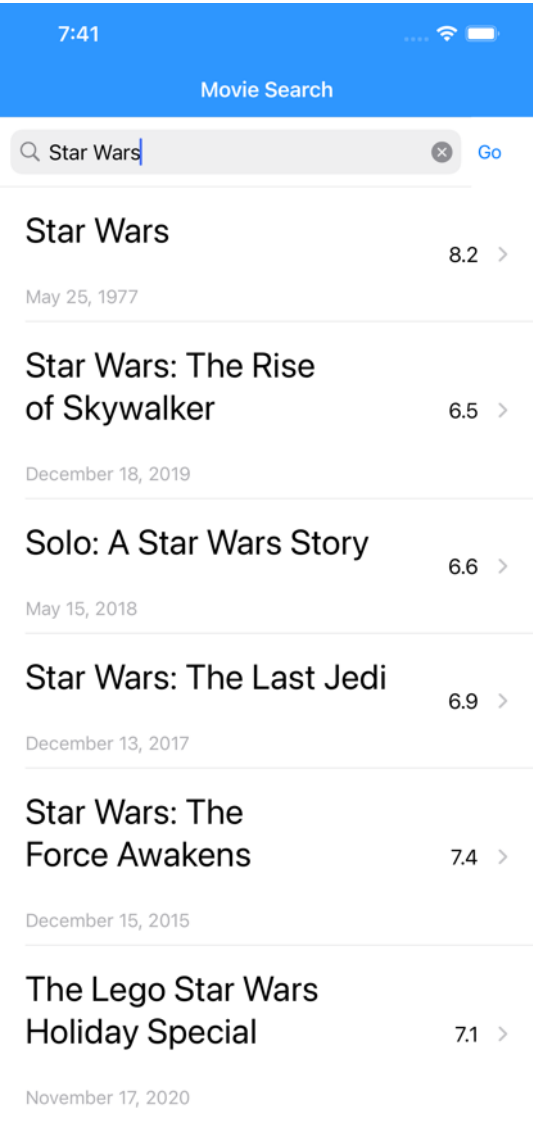 7:41
Movie Search
Star Wars
Go
Star Wars
8.2
May 25, 1977
Star Wars: The Rise
of Skywalker
6.5
December 18, 2019
Solo: A Star Wars Story
6.6
May 15, 2018
Star Wars: The Last Jedi
6.9
December 13, 2017
Star Wars: The
Force Awakens
7.4
December 15, 2015
The Lego Star Wars
Holiday Special
7.1
November 17, 2020